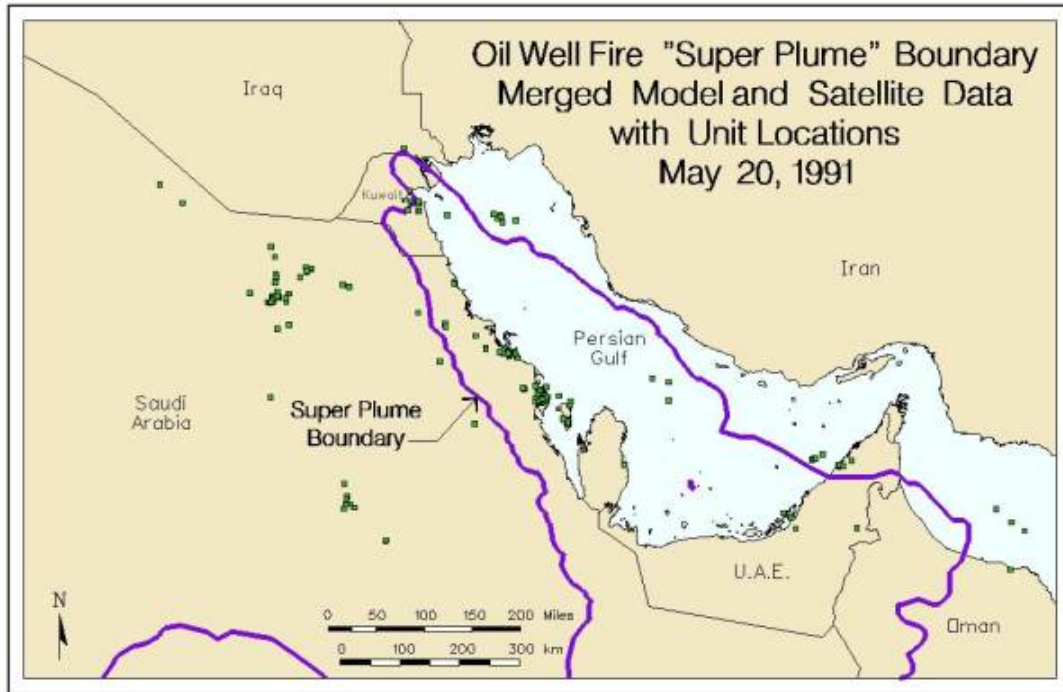 Oil Well Fire "Super Plume" Boundary
Merged Model and Satellite Data
with Unit Locations
May 20, 1991
Iraq
Kuwait
Iran
Persian
Gulf
Saudi
Arabia
Super Plume
Boundary
U.A.E.
Oman
N
0 50 100 150 200 Miles
0 100 200 300 km